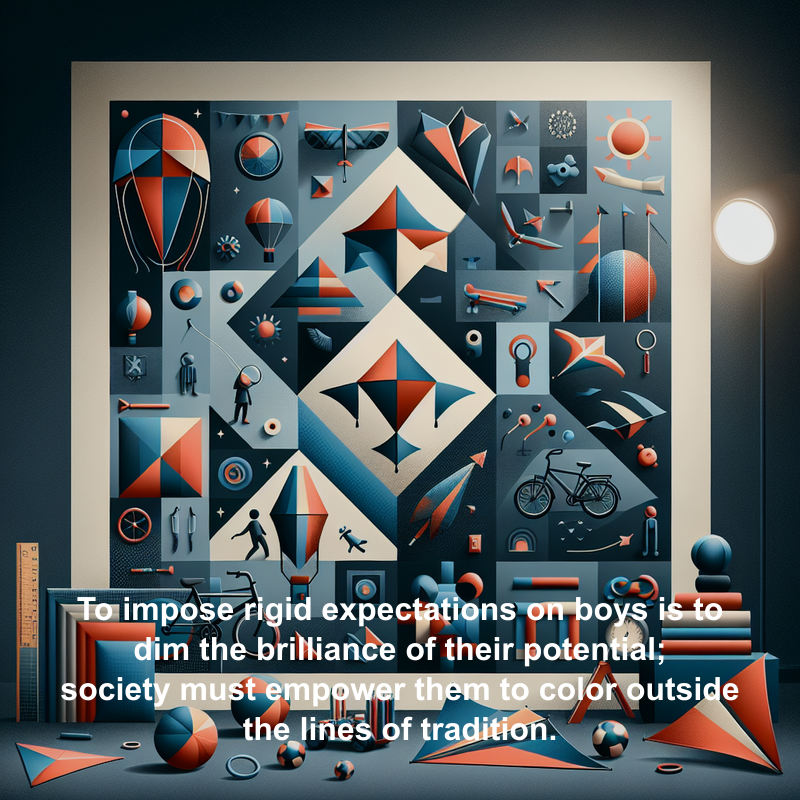 To impose rigid expectations on boys is to
dim the brilliance of their potential;
society must empower them to color outside
the lines of tradition.